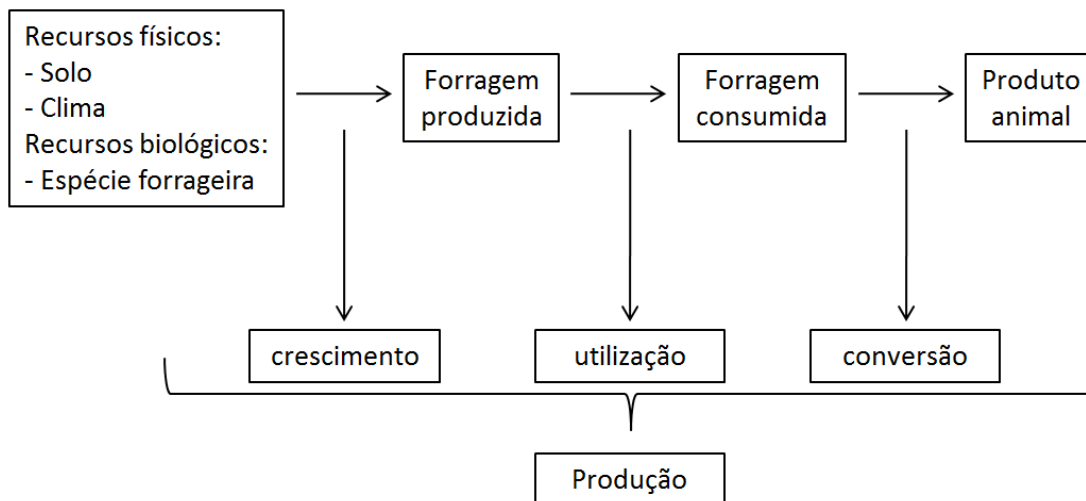 Recursos físicos:
- Solo
- Clima
Recursos biológicos:
- Espécie forrageira
Forragem
produzida
Forragem
consumida
Produto
animal
crescimento
utilização
conversão
Produção